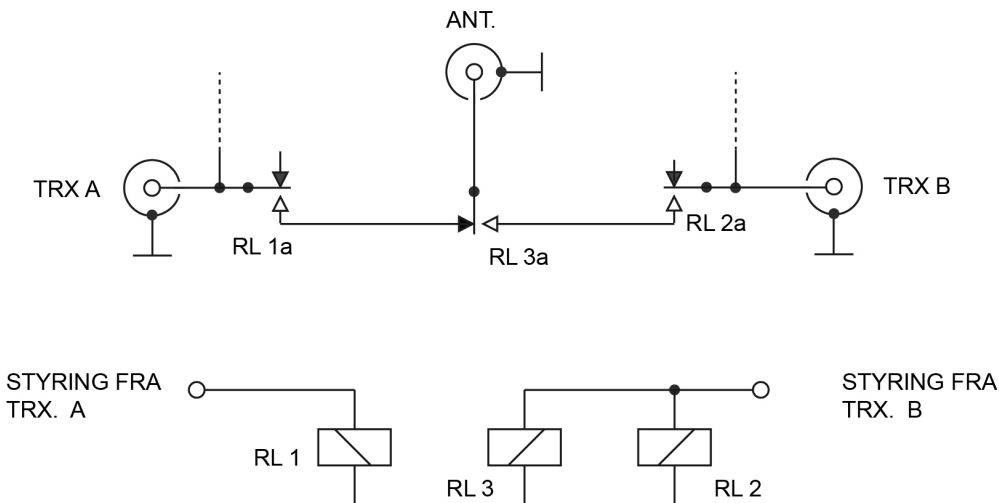 ANT.
TRX A
TRX B
RL 1a
RL 2a
RL 3a
STYRING FRA
TRX. A
STYRING FRA
TRX. B
RL 1
RL 3
RL 2